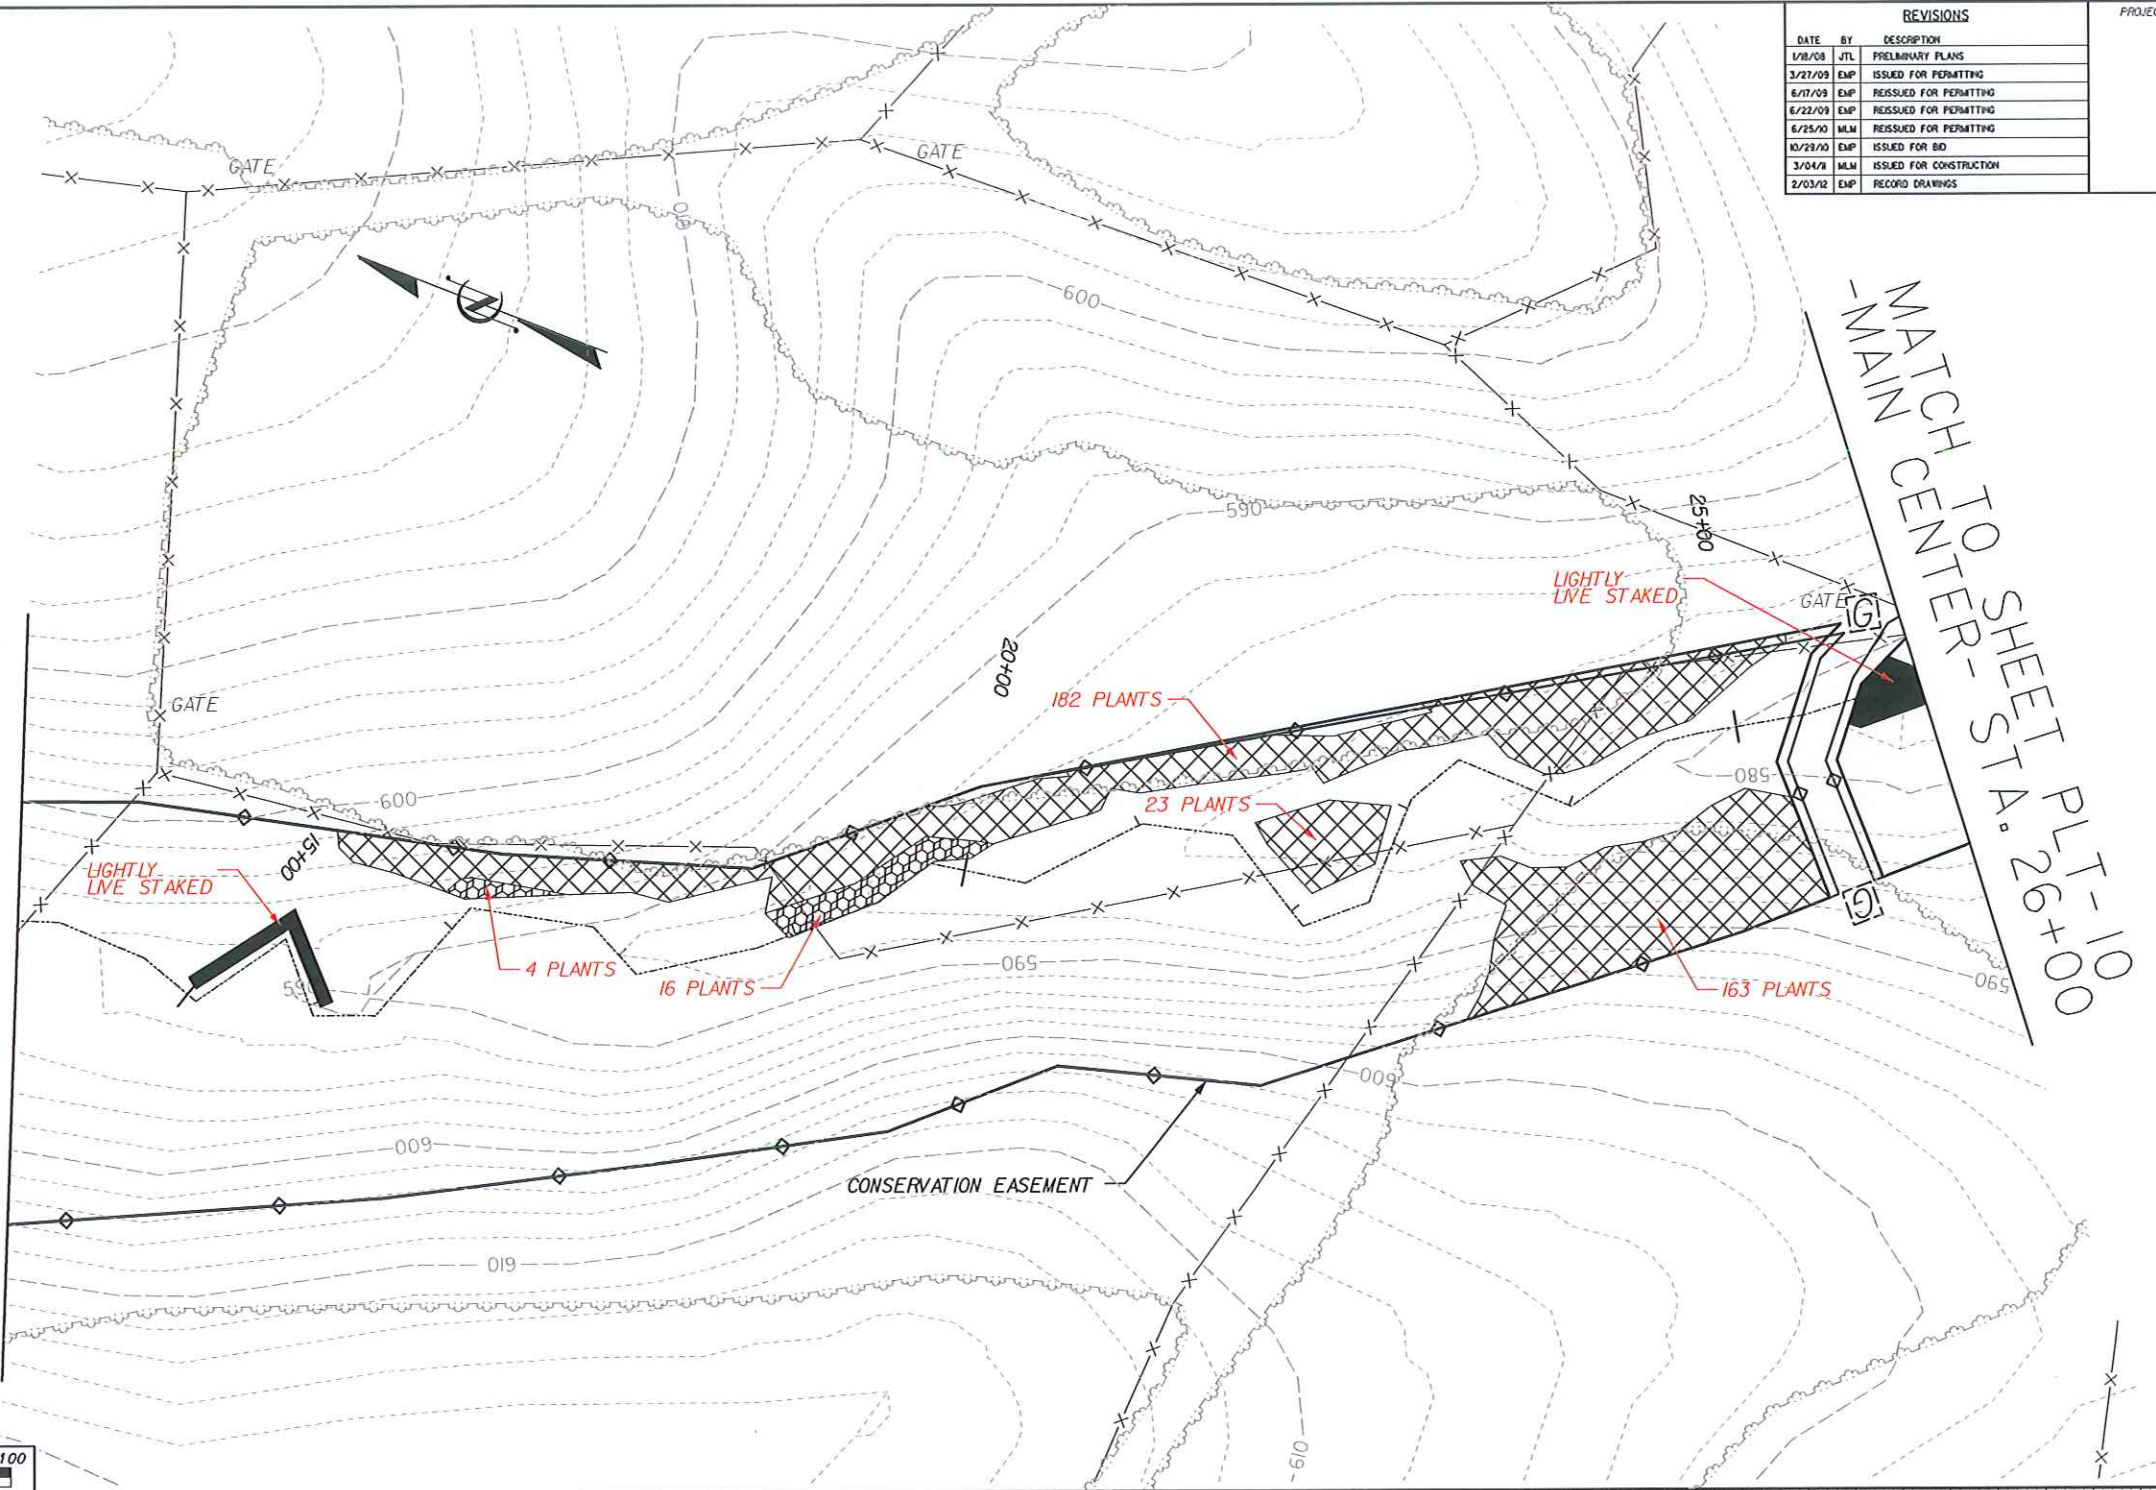 REVISIONS
DATE BY DESCRIPTION
1/18/08 JTL PRELIMINARY PLANS
3/27/09 EMP ISSUED FOR PERMITTING
6/17/09 EMP REISSUED FOR PERMITTING
6/22/09 EMP REISSUED FOR PERMITTING
6/25/10 MLM REISSUED FOR PERMITTING
10/29/10 EMP ISSUED FOR BID
3/04/11 MLM ISSUED FOR CONSTRUCTION
2/03/12 EMP RECORD DRAWINGS
GATE
GATE
610
600
MATCH TO SHEET PLT-10
-MAIN CENTER- STA. 26+00
590
25+00
LIGHTLY
LIVE STAKED
GATE
G
20+00
182 PLANTS
GATE
580
600
23 PLANTS
15+00
LIGHTLY
LIVE STAKED
G
4 PLANTS
590
590
16 PLANTS
163 PLANTS
590
600
600
CONSERVATION EASEMENT
610
610
100